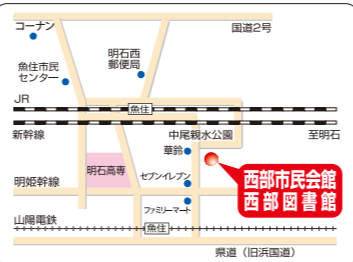 コーナン
国道2号
明石西
郵便局
魚住市民
センター
JR
魚住
新幹線
中尾親水公園
至明石
華鈴
明石高専
セブンイレブン
西部市民会館
西部図書館
明姫幹線
ファミリーマート
山陽電鉄
魚住
県道（旧浜国道）